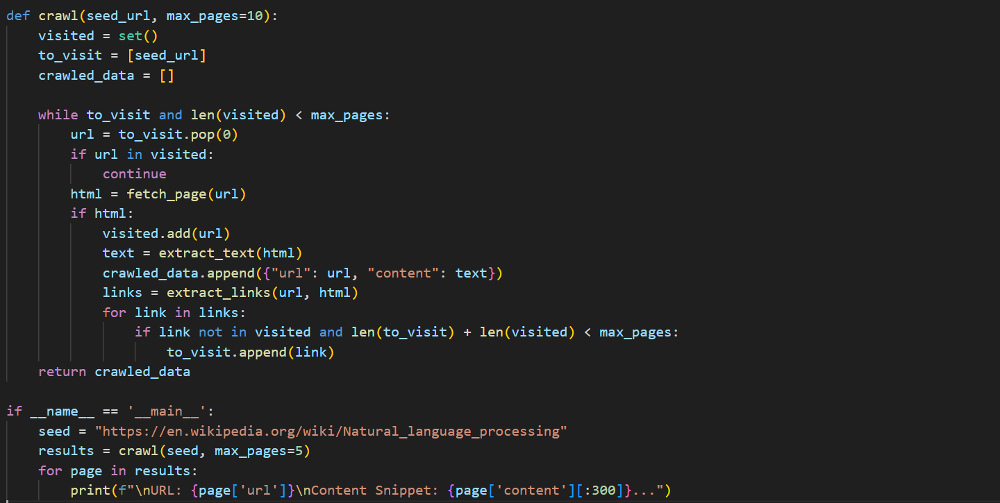 def crawl(seed_url, max_pages=10):
    visited = set()
    to_visit = [seed_url]
    crawled_data = []

    while to_visit and len(visited) < max_pages:
        url = to_visit.pop(0)
        if url in visited:
            continue
        html = fetch_page(url)
        if html:
            visited.add(url)
            text = extract_text(html)
            crawled_data.append({"url": url, "content": text})
            links = extract_links(url, html)
            for link in links:
                if link not in visited and len(to_visit) + len(visited) < max_pages:
                    to_visit.append(link)
    return crawled_data

if __name__ == '__main__':
    seed = "https://en.wikipedia.org/wiki/Natural_language_processing"
    results = crawl(seed, max_pages=5)
    for page in results:
        print(f"\nURL: {page['url']}\nContent Snippet: {page['content'][:300]}...")